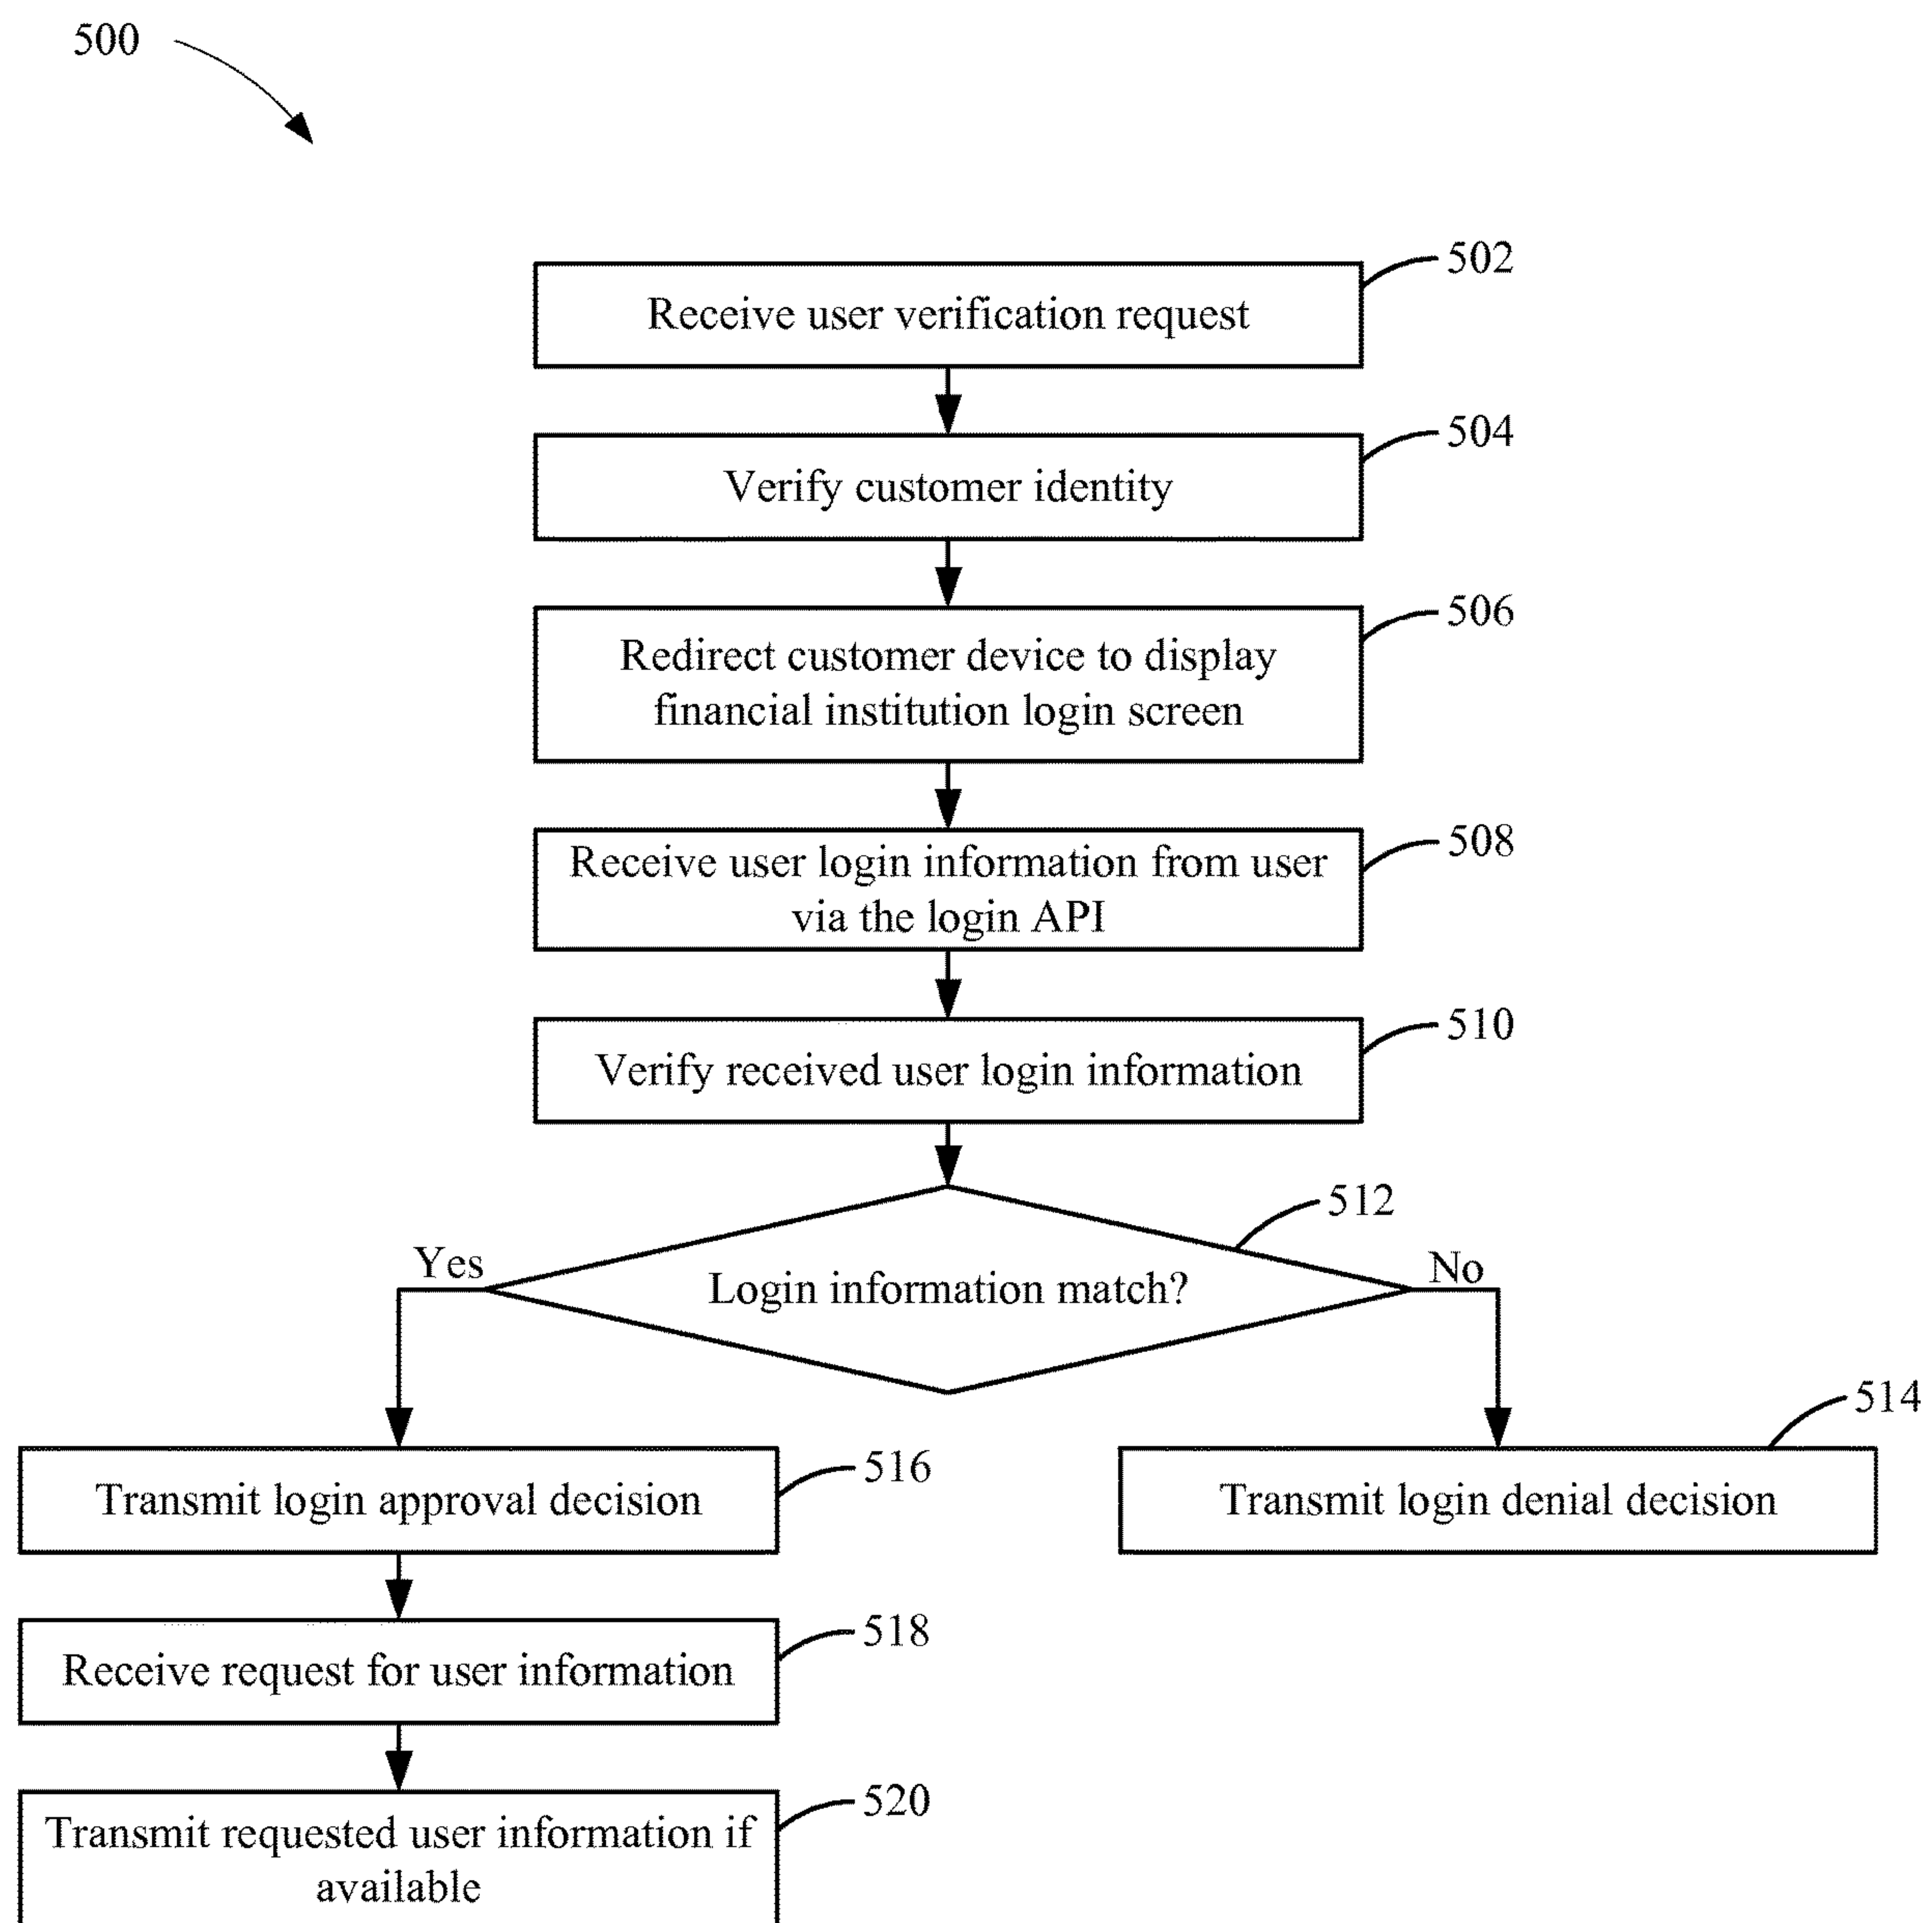 500
502
Receive user verification request
504
Verify customer identity
506
Redirect customer device to display
financial institution login screen
508
Receive user login information from user
via the login API
510
Verify received user login information
512
Yes
No
Login information match?
514
516
Transmit login approval decision
Transmit login denial decision
518
Receive request for user information
520
Transmit requested user information if
available